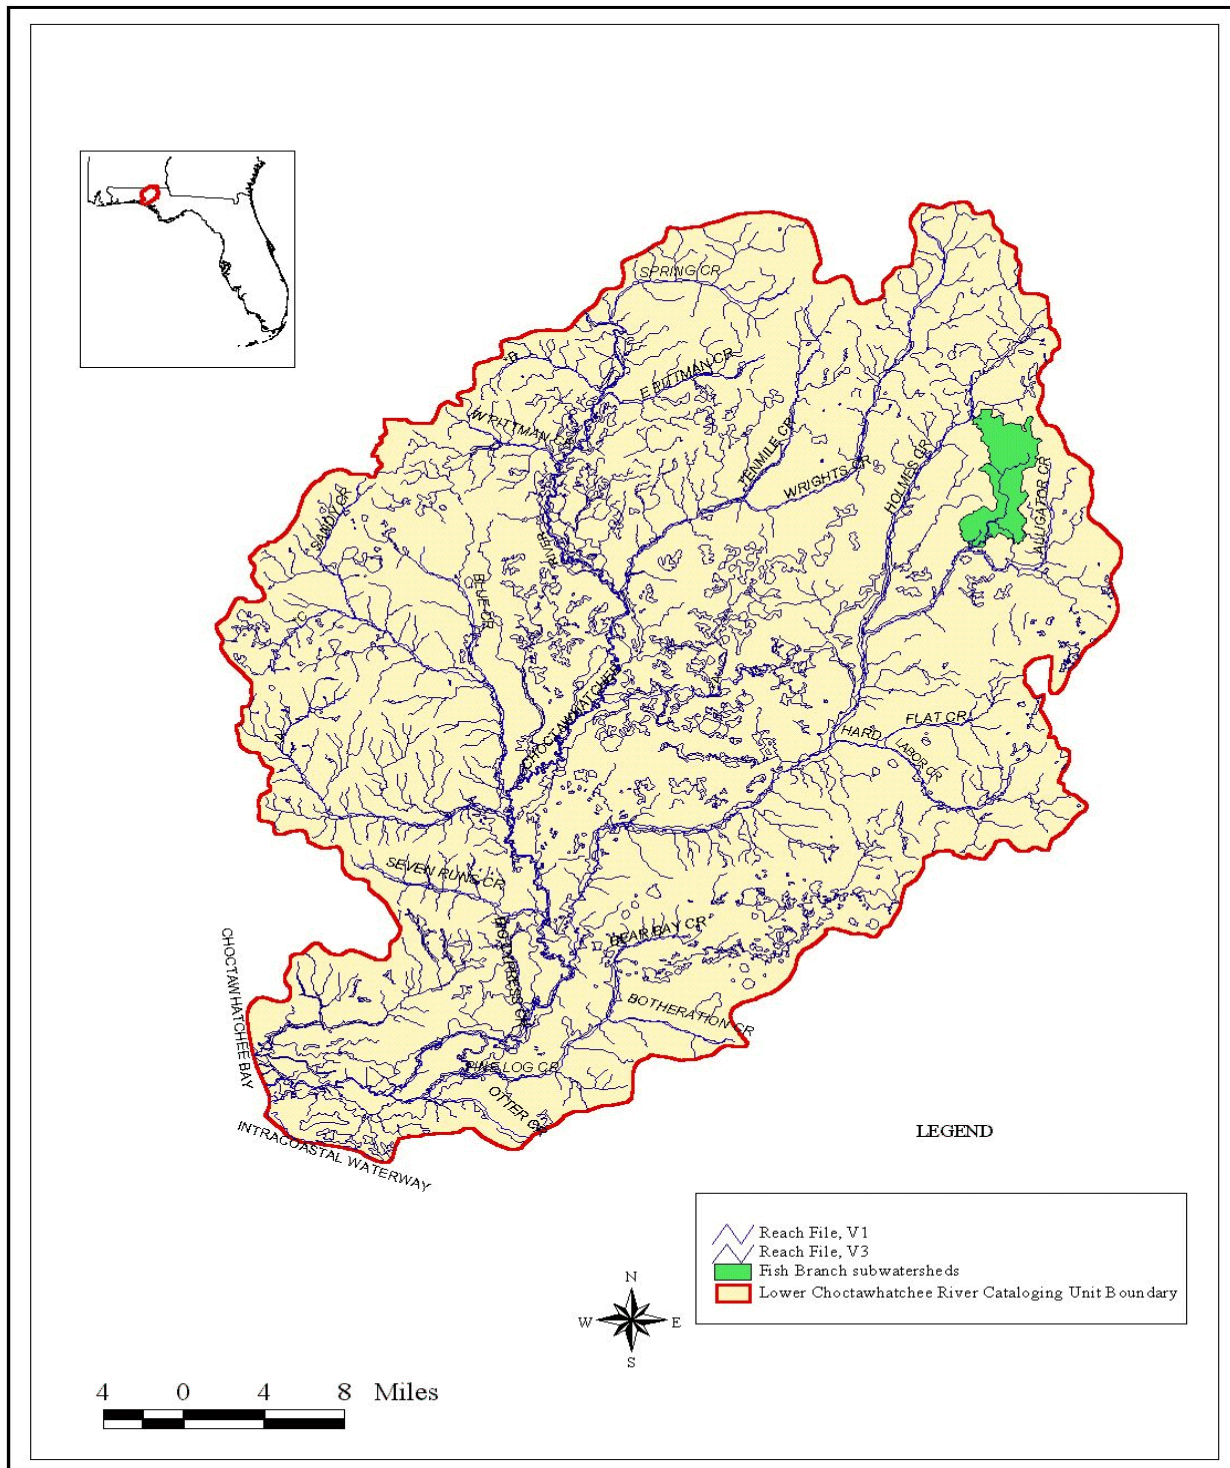 SPRING CR
E PITTMAN CR
W PITTMAN CR
TENMILE CR
WRIGHTS CR
HOLMES CR
ALLIGATOR CR
SANDY CR
RIVER
BLUE CR
CHOCTAWHATCHEE
FLAT CR
HARD
LABOR CR
SEVEN RUNS CR
BEAR BAY CR
CYPRESS CR
BOTHERATION CR
CHOCTAWHATCHEE BAY
PINE LOG CR
OTTER CR
INTRACOASTAL WATERWAY
LEGEND
Reach File, V1
Reach File, V3
Fish Branch subwatersheds
Lower Choctawhatchee River Cataloging Unit Boundary
N
W E
S
4 0 4 8 Miles